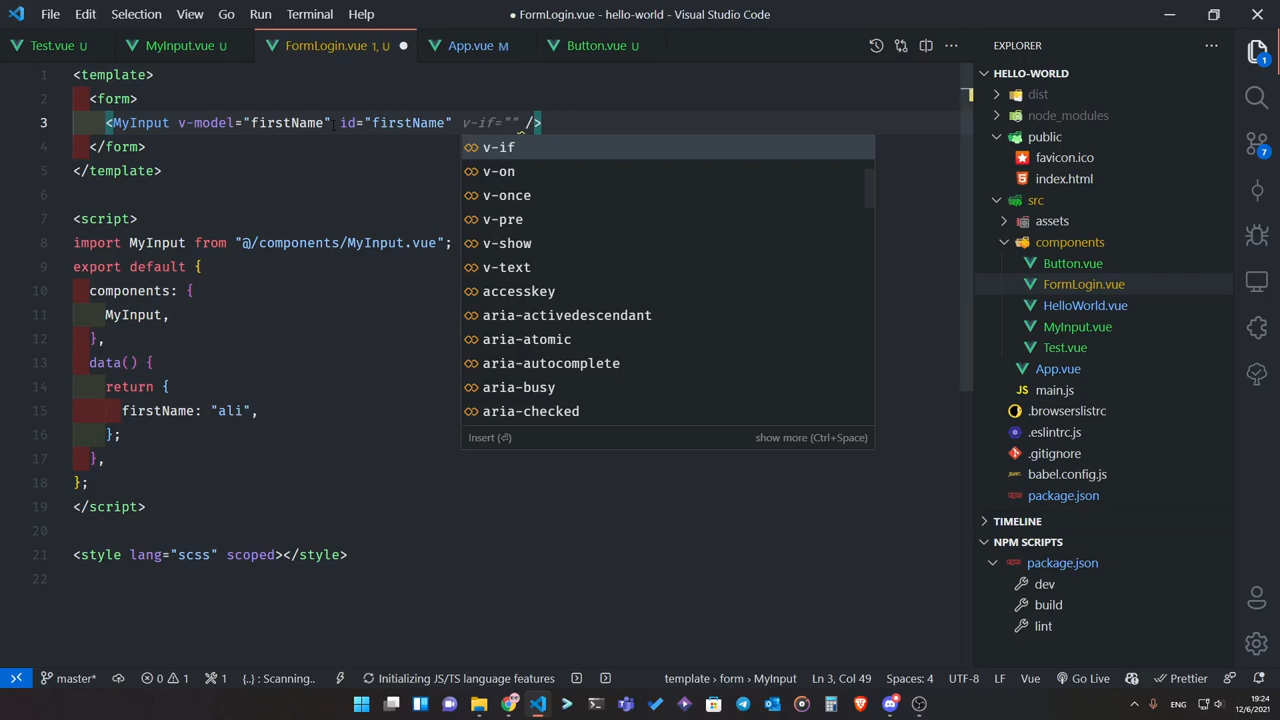 File Edit Selection View Go Run Terminal Help
● FormLogin.vue - hello-world - Visual Studio Code
Test.vue U
MyInput.vue U
FormLogin.vue 1, U
App.vue M
Button.vue U
1 <template>
2 <form>
3 <MyInput v-model="firstName" id="firstName" v-if="" />
4 </form>
5 </template>
6
7 <script>
8 import MyInput from "@/components/MyInput.vue";
9 export default {
10 components: {
11 MyInput,
12 },
13 data() {
14 return {
15 firstName: "ali",
16 };
17 },
18 };
19 </script>
20
21 <style lang="scss" scoped></style>
22
v-if
v-on
v-once
v-pre
v-show
v-text
accesskey
aria-activedescendant
aria-atomic
aria-autocomplete
aria-busy
aria-checked
Insert (⏎) show more (Ctrl+Space)
EXPLORER
HELLO-WORLD
dist
node_modules
public
favicon.ico
index.html
src
assets
components
Button.vue
FormLogin.vue
HelloWorld.vue
MyInput.vue
Test.vue
App.vue
main.js
.browserslistrc
.eslintrc.js
.gitignore
babel.config.js
package.json
TIMELINE
NPM SCRIPTS
package.json
dev
build
lint
1
7
master* 0 1 1 {..} : Scanning.. Initializing JS/TS language features template › form › MyInput Ln 3, Col 49 Spaces: 4 UTF-8 LF Vue Go Live Prettier
ENG
19:24
12/6/2021